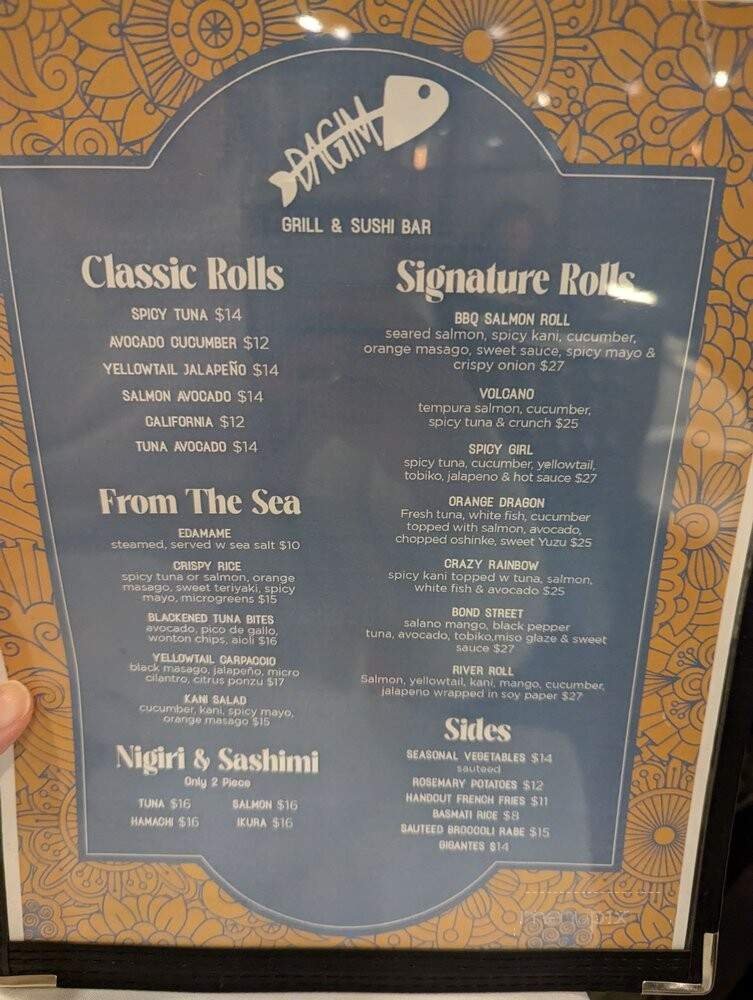 DAGIM
GRILL & SUSHI BAR
Classic Rolls
SPICY TUNA $14
AVOCADO CUCUMBER $12
YELLOWTAIL JALAPEÑO $14
SALMON AVOCADO $14
CALIFORNIA $12
TUNA AVOCADO $14
From The Sea
EDAMAME
steamed, served w sea salt $10
CRISPY RICE
spicy tuna or salmon, orange
masago, sweet teriyaki, spicy
mayo, microgreens $15
BLACKENED TUNA BITES
avocado, pico de gallo,
wonton chips, aioli $16
YELLOWTAIL CARPACCIO
black masago, jalapeño, micro
cilantro, citrus ponzu $17
KANI SALAD
cucumber, kani, spicy mayo,
orange masago $15
Nigiri & Sashimi
Only 2 Piece
TUNA $16 SALMON $16
HAMACHI $16 IKURA $16
Signature Rolls
BBQ SALMON ROLL
seared salmon, spicy kani, cucumber,
orange masago, sweet sauce, spicy mayo &
crispy onion $27
VOLCANO
tempura salmon, cucumber,
spicy tuna & crunch $25
SPICY GIRL
spicy tuna, cucumber, yellowtail,
tobiko, jalapeno & hot sauce $27
ORANGE DRAGON
Fresh tuna, white fish, cucumber
topped with salmon, avocado,
chopped oshinke, sweet Yuzu $25
CRAZY RAINBOW
spicy kani topped w tuna, salmon,
white fish & avocado $25
BOND STREET
salano mango, black pepper
tuna, avocado, tobiko,miso glaze & sweet
sauce $27
RIVER ROLL
Salmon, yellowtail, kani, mango, cucumber,
jalapeno wrapped in soy paper $27
Sides
SEASONAL VEGETABLES $14
sauteed
ROSEMARY POTATOES $12
HANDCUT FRENCH FRIES $11
BASMATI RICE $8
SAUTEED BROCCOLI RABE $15
GIGANTES $14
menupix